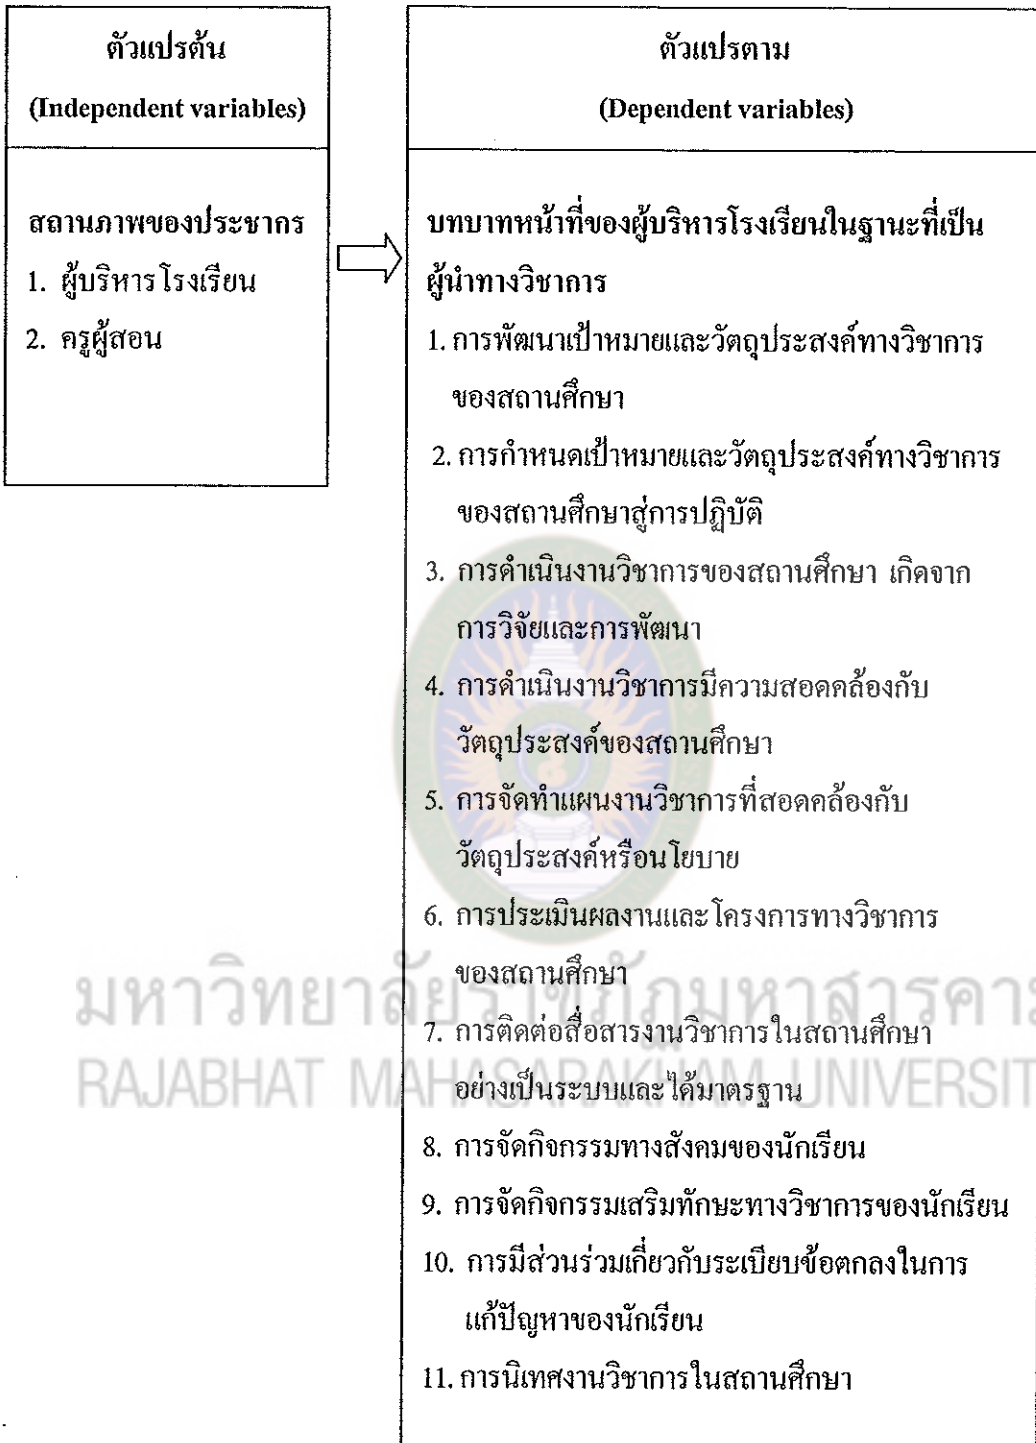 ตัวแปรต้น
(Independent variables)
สถานภาพของประชากร
1. ผู้บริหารโรงเรียน
2. ครูผู้สอน
ตัวแปรตาม
(Dependent variables)
บทบาทหน้าที่ของผู้บริหารโรงเรียนในฐานะที่เป็น
ผู้นำทางวิชาการ
1. การพัฒนาเป้าหมายและวัตถุประสงค์ทางวิชาการ
ของสถานศึกษา
2. การกำหนดเป้าหมายและวัตถุประสงค์ทางวิชาการ
ของสถานศึกษาสู่การปฏิบัติ
3. การดำเนินงานวิชาการของสถานศึกษา เกิดจาก
การวิจัยและการพัฒนา
4. การดำเนินงานวิชาการมีความสอดคล้องกับ
วัตถุประสงค์ของสถานศึกษา
5. การจัดทำแผนงานวิชาการที่สอดคล้องกับ
วัตถุประสงค์หรือนโยบาย
6. การประเมินผลงานและโครงการทางวิชาการ
ของสถานศึกษา
7. การติดต่อสื่อสารงานวิชาการในสถานศึกษา
อย่างเป็นระบบและได้มาตรฐาน
8. การจัดกิจกรรมทางสังคมของนักเรียน
9. การจัดกิจกรรมเสริมทักษะทางวิชาการของนักเรียน
10. การมีส่วนร่วมเกี่ยวกับระเบียบข้อตกลงในการ
แก้ปัญหาของนักเรียน
11. การนิเทศงานวิชาการในสถานศึกษา
มหาวิทยาลัยราชภัฏมหาสารคาม
RAJABHAT MAHASARAKHAM UNIVERSIT